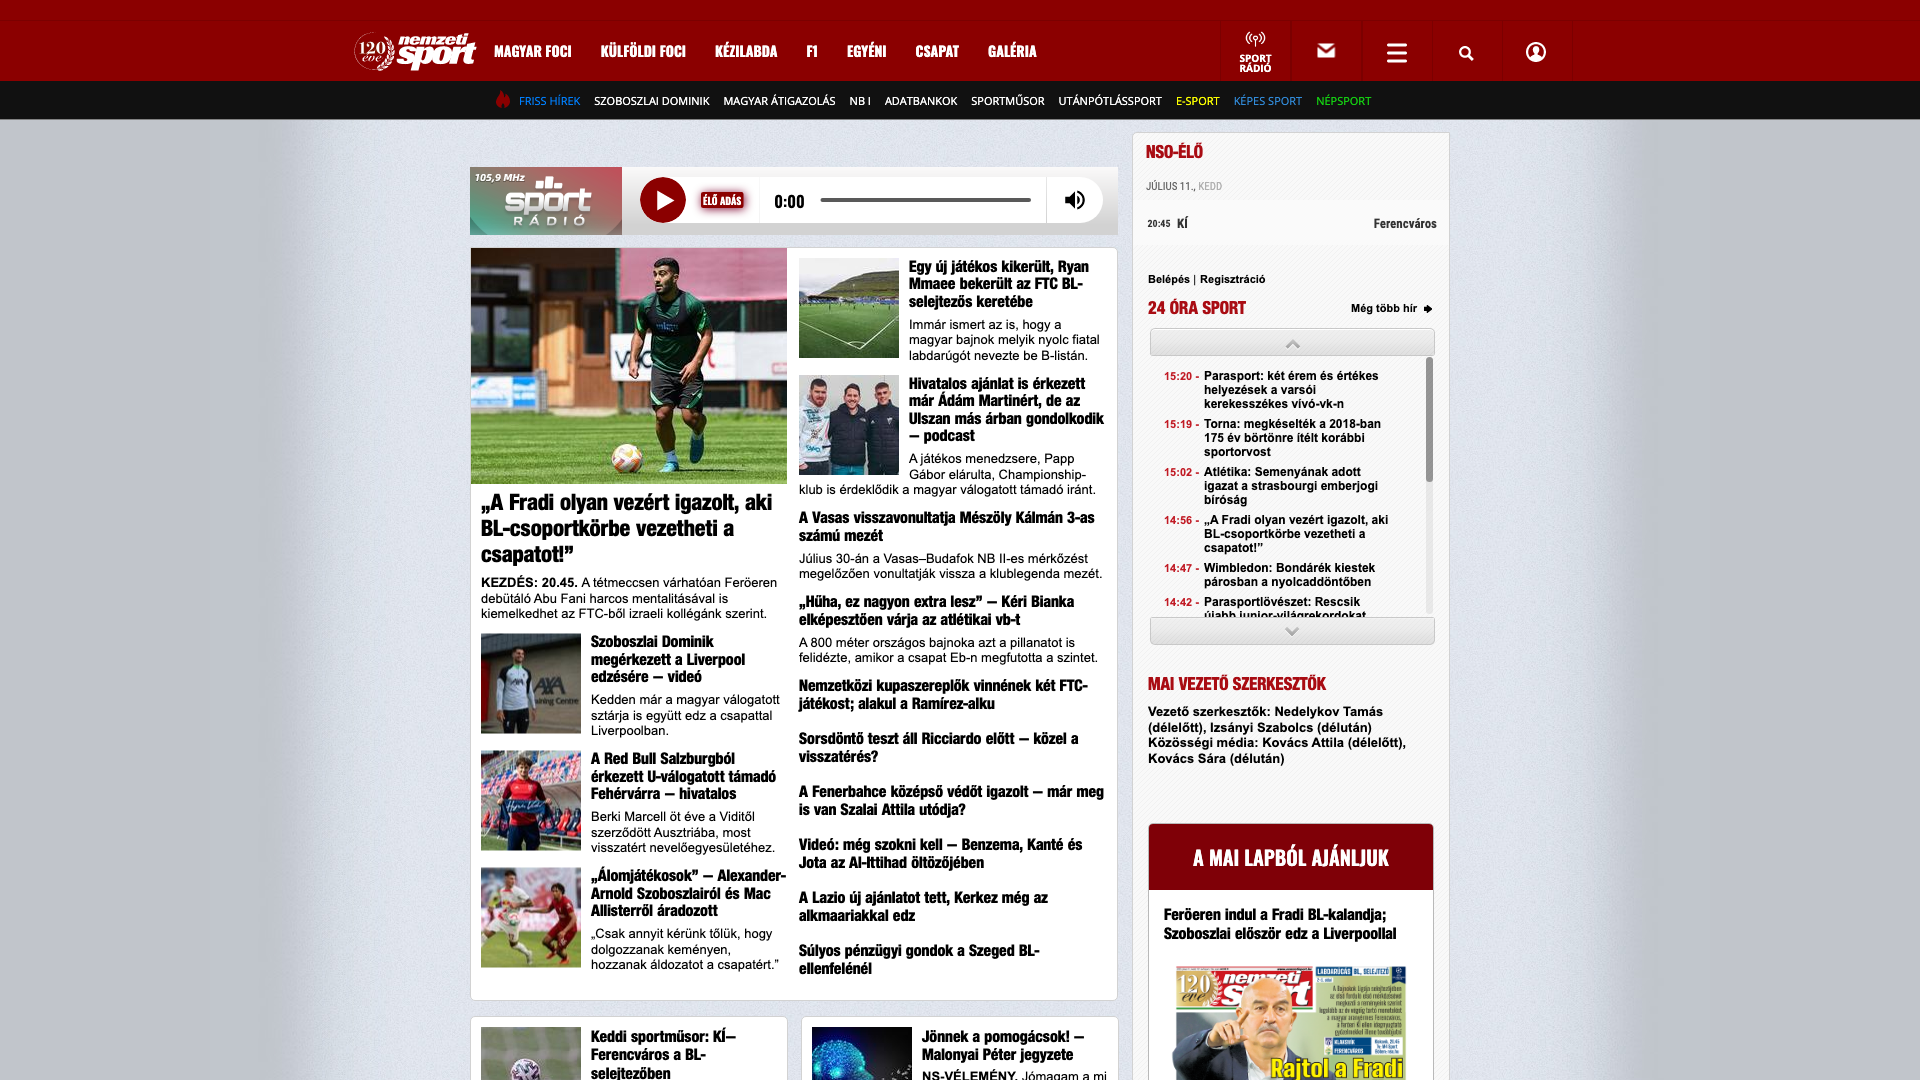 120 éve nemzeti sport
MAGYAR FOCI KÜLFÖLDI FOCI KÉZILABDA F1 EGYÉNI CSAPAT GALÉRIA
SPORT
RÁDIÓ
FRISS HÍREK SZOBOSZLAI DOMINIK MAGYAR ÁTIGAZOLÁS NB I ADATBANKOK SPORTMŰSOR UTÁNPÓTLÁSSPORT E-SPORT KÉPES SPORT NÉPSPORT
105,9 MHz
sport
RÁDIÓ
ÉLŐ ADÁS
0:00
„A Fradi olyan vezért igazolt, aki
BL-csoportkörbe vezetheti a
csapatot!”
KEZDÉS: 20.45. A tétmeccsen várhatóan Feröeren
debütáló Abu Fani harcos mentalitásával is
kiemelkedhet az FTC-ből izraeli kollégánk szerint.
Szoboszlai Dominik
megérkezett a Liverpool
edzésére – videó
Kedden már a magyar válogatott
sztárja is együtt edz a csapattal
Liverpoolban.
A Red Bull Salzburgból
érkezett U-válogatott támadó
Fehérvárra – hivatalos
Berki Marcell öt éve a Viditől
szerződött Ausztriába, most
visszatért nevelőegyesületéhez.
„Álomjátékosok” – Alexander-
Arnold Szoboszlairól és Mac
Allisterről áradozott
„Csak annyit kérünk tőlük, hogy
dolgozzanak keményen,
hozzanak áldozatot a csapatért.”
Egy új játékos kikerült, Ryan
Mmaee bekerült az FTC BL-
selejtezős keretébe
Immár ismert az is, hogy a
magyar bajnok melyik nyolc fiatal
labdarúgót nevezte be B-listán.
Hivatalos ajánlat is érkezett
már Ádám Martinért, de az
Ulszan más árban gondolkodik
– podcast
A játékos menedzsere, Papp
Gábor elárulta, Championship-
klub is érdeklődik a magyar válogatott támadó iránt.
A Vasas visszavonultatja Mészöly Kálmán 3-as
számú mezét
Július 30-án a Vasas–Budafok NB II-es mérkőzést
megelőzően vonultatják vissza a klublegenda mezét.
„Húha, ez nagyon extra lesz” – Kéri Bianka
elképesztően várja az atlétikai vb-t
A 800 méter országos bajnoka azt a pillanatot is
felidézte, amikor a csapat Eb-n megfutotta a szintet.
Nemzetközi kupaszereplők vinnének két FTC-
játékost; alakul a Ramírez-alku
Sorsdöntő teszt áll Ricciardo előtt – közel a
visszatérés?
A Fenerbahce középső védőt igazolt – már meg
is van Szalai Attila utódja?
Videó: még szokni kell – Benzema, Kanté és
Jota az Al-Ittihad öltözőjében
A Lazio új ajánlatot tett, Kerkez még az
alkmaariakkal edz
Súlyos pénzügyi gondok a Szeged BL-
ellenfelénél
Keddi sportműsor: KÍ–
Ferencváros a BL-
selejtezőben
Jönnek a pomogácsok! –
Malonyai Péter jegyzete
NS-VÉLEMÉNY. Jómagam a mi
NSO-ÉLŐ
JÚLIUS 11., KEDD
20:45 KÍ Ferencváros
Belépés | Regisztráció
24 ÓRA SPORT Még több hír
15:20 - Parasport: két érem és értékes
helyezések a varsói
kerekesszékes vívó-vk-n
15:19 - Torna: megkéselték a 2018-ban
175 év börtönre ítélt korábbi
sportorvost
15:02 - Atlétika: Semenyának adott
igazat a strasbourgi emberjogi
bíróság
14:56 - „A Fradi olyan vezért igazolt, aki
BL-csoportkörbe vezetheti a
csapatot!”
14:47 - Wimbledon: Bondárék kiestek
párosban a nyolcaddöntőben
14:42 - Parasportlövészet: Rescsik
újabb junior-világrekordokat
MAI VEZETŐ SZERKESZTŐK
Vezető szerkesztők: Nedelykov Tamás
(délelőtt), Izsányi Szabolcs (délután)
Közösségi média: Kovács Attila (délelőtt),
Kovács Sára (délután)
A MAI LAPBÓL AJÁNLJUK
Feröeren indul a Fradi BL-kalandja;
Szoboszlai először edz a Liverpoollal
120 éve nemzeti sport
LABDARÚGÁS BL, SELEJTEZŐ
Rajtol a Fradi